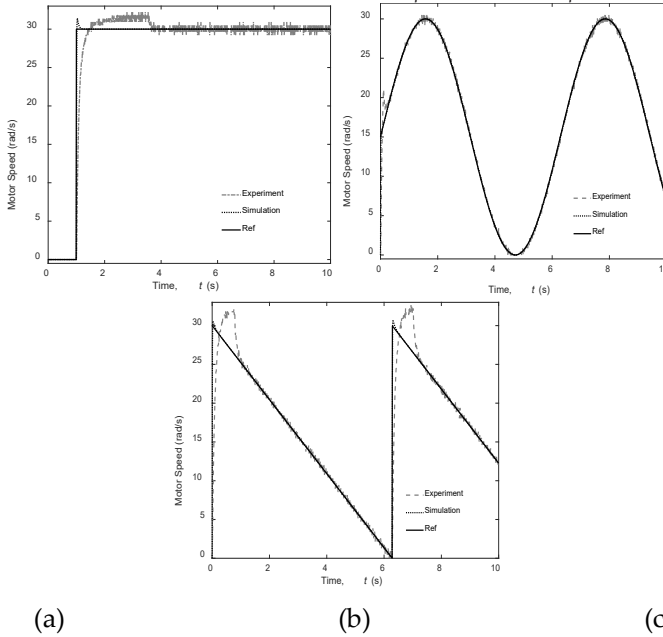 30
25
20
15
10
5
0
Motor Speed (rad/s)
Experiment
Simulation
Ref
0 2 4 6 8 10
Time, t (s)
30
25
20
15
10
5
0
Motor Speed (rad/s)
Experiment
Simulation
Ref
0 2 4 6 8 10
Time, t (s)
30
25
20
15
10
5
0
Motor Speed (rad/s)
Experiment
Simulation
Ref
0 2 4 6 8 10
Time, t (s)
(a) (b) (c